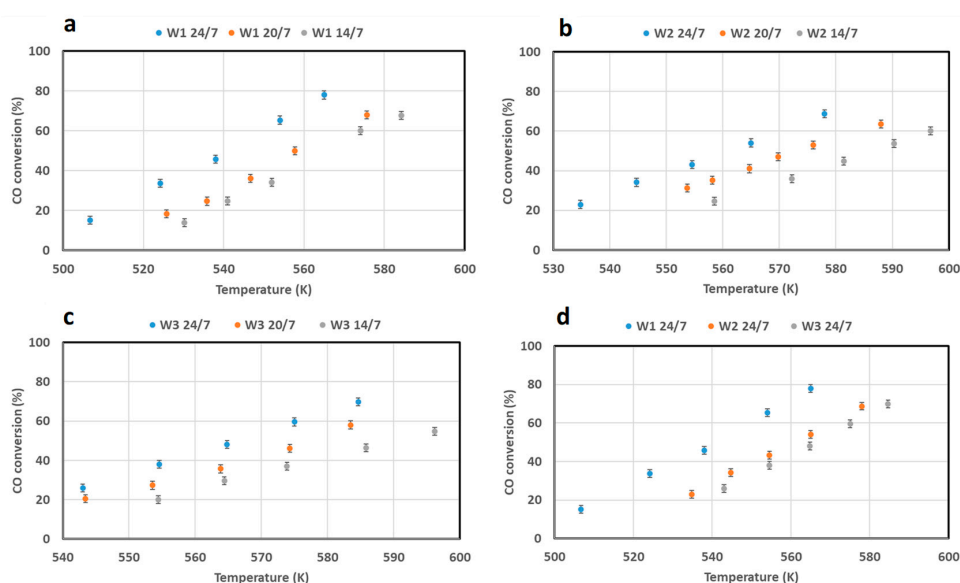 a
W1 24/7 W1 20/7 W1 14/7
100
80
60
40
20
0
CO conversion (%)
500 520 540 560 580 600
Temperature (K)
b
W2 24/7 W2 20/7 W2 14/7
100
80
60
40
20
0
CO conversion (%)
530 540 550 560 570 580 590 600
Temperature (K)
c
W3 24/7 W3 20/7 W3 14/7
100
80
60
40
20
0
CO conversion (%)
540 550 560 570 580 590 600
Temperature (K)
d
W1 24/7 W2 24/7 W3 24/7
100
80
60
40
20
0
CO conversion (%)
500 520 540 560 580 600
Temperature (K)